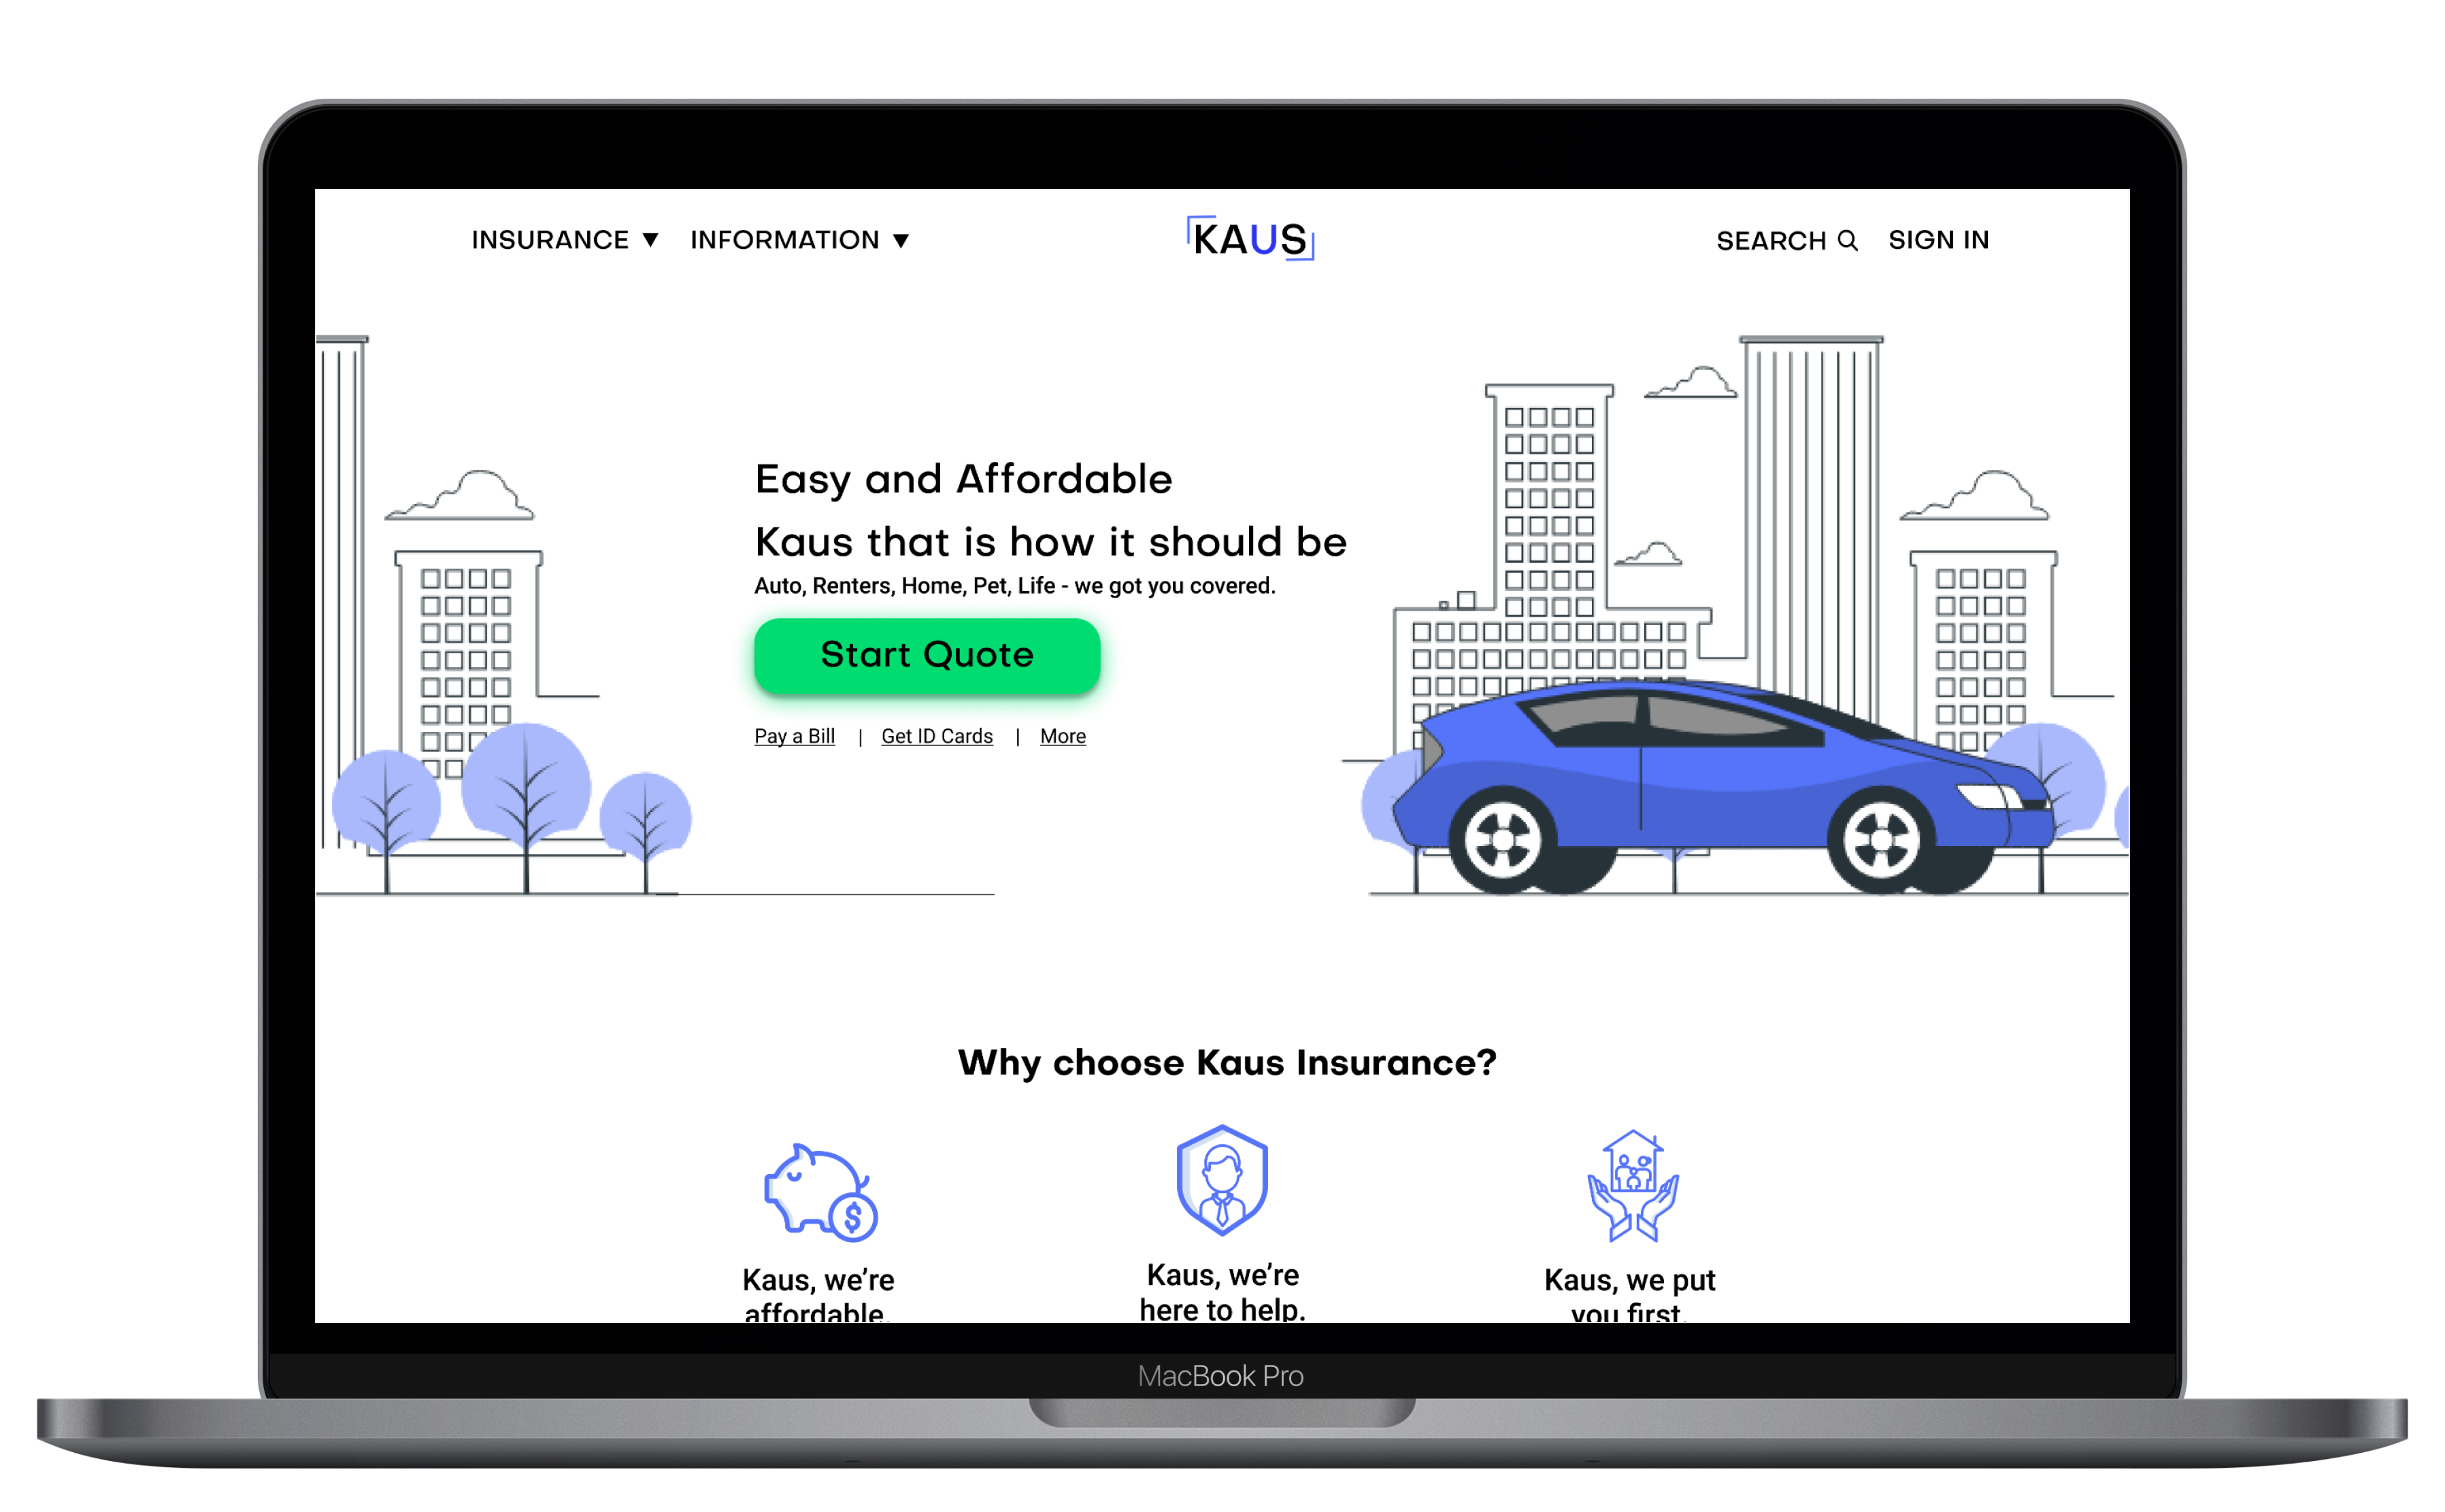 INSURANCE ▼ INFORMATION ▼ KAUS SEARCH SIGN IN
Easy and Affordable
Kaus that is how it should be
Auto, Renters, Home, Pet, Life - we got you covered.
Start Quote
Pay a Bill | Get ID Cards | More
Why choose Kaus Insurance?
$
Kaus, we’re
affordable.
Kaus, we’re
here to help.
Kaus, we put
you first.
MacBook Pro